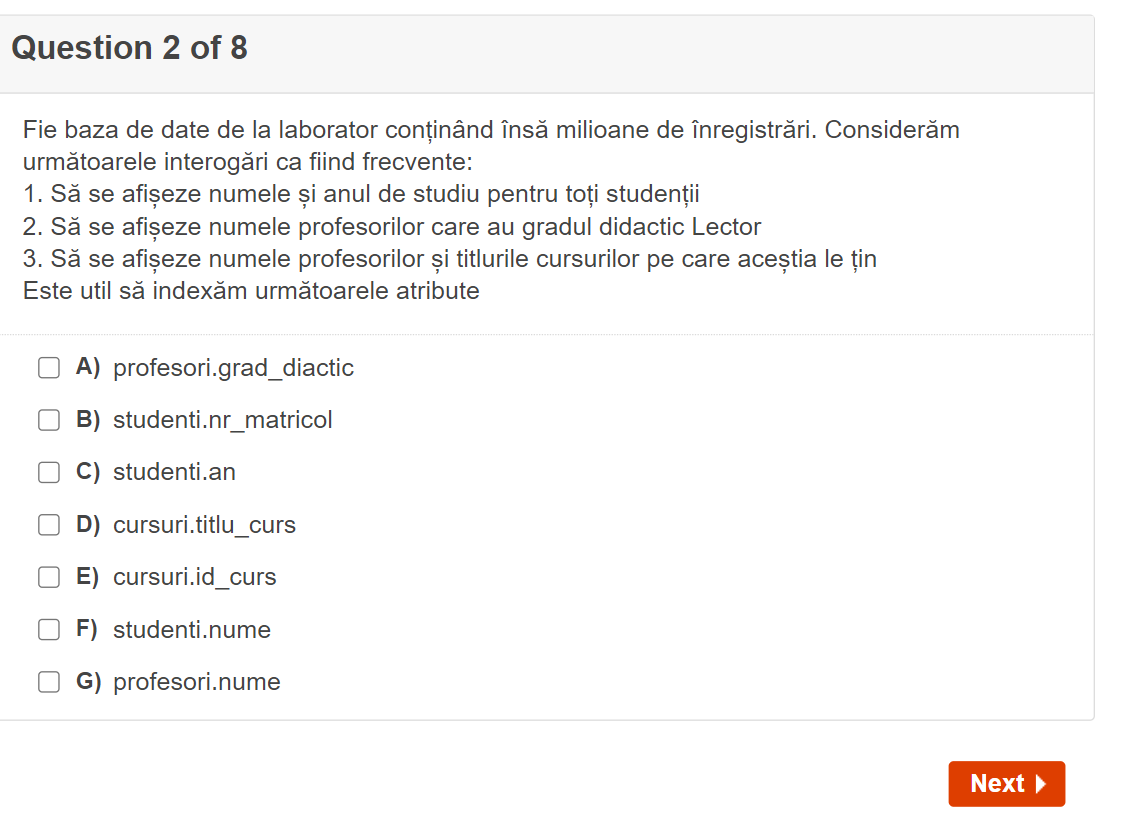 Question 2 of 8
Fie baza de date de la laborator conținând însă milioane de înregistrări. Considerăm
următoarele interogări ca fiind frecvente:
1. Să se afișeze numele și anul de studiu pentru toți studenții
2. Să se afișeze numele profesorilor care au gradul didactic Lector
3. Să se afișeze numele profesorilor și titlurile cursurilor pe care aceștia le țin
Este util să indexăm următoarele atribute
A) profesori.grad_diactic
B) studenti.nr_matricol
C) studenti.an
D) cursuri.titlu_curs
E) cursuri.id_curs
F) studenti.nume
G) profesori.nume
Next